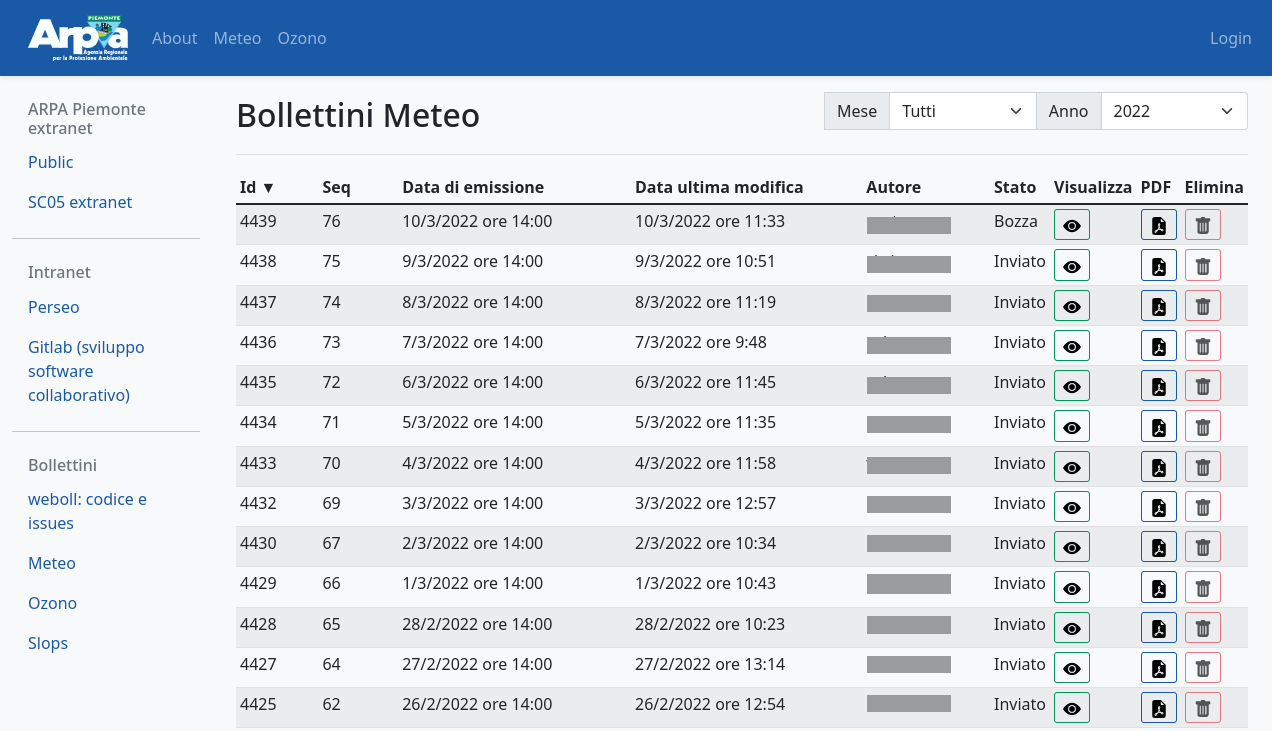 PIEMONTE
Arpa
Agenzia Regionale
per la Protezione Ambientale
About Meteo Ozono Login
ARPA Piemonte
extranet
Public
SC05 extranet
Intranet
Perseo
Gitlab (sviluppo
software
collaborativo)
Bollettini
weboll: codice e
issues
Meteo
Ozono
Slops
Bollettini Meteo
Mese Tutti Anno 2022
Id ▼ Seq Data di emissione Data ultima modifica Autore Stato Visualizza PDF Elimina
4439 76 10/3/2022 ore 14:00 10/3/2022 ore 11:33 Bozza
4438 75 9/3/2022 ore 14:00 9/3/2022 ore 10:51 Inviato
4437 74 8/3/2022 ore 14:00 8/3/2022 ore 11:19 Inviato
4436 73 7/3/2022 ore 14:00 7/3/2022 ore 9:48 Inviato
4435 72 6/3/2022 ore 14:00 6/3/2022 ore 11:45 Inviato
4434 71 5/3/2022 ore 14:00 5/3/2022 ore 11:35 Inviato
4433 70 4/3/2022 ore 14:00 4/3/2022 ore 11:58 Inviato
4432 69 3/3/2022 ore 14:00 3/3/2022 ore 12:57 Inviato
4430 67 2/3/2022 ore 14:00 2/3/2022 ore 10:34 Inviato
4429 66 1/3/2022 ore 14:00 1/3/2022 ore 10:43 Inviato
4428 65 28/2/2022 ore 14:00 28/2/2022 ore 10:23 Inviato
4427 64 27/2/2022 ore 14:00 27/2/2022 ore 13:14 Inviato
4425 62 26/2/2022 ore 14:00 26/2/2022 ore 12:54 Inviato